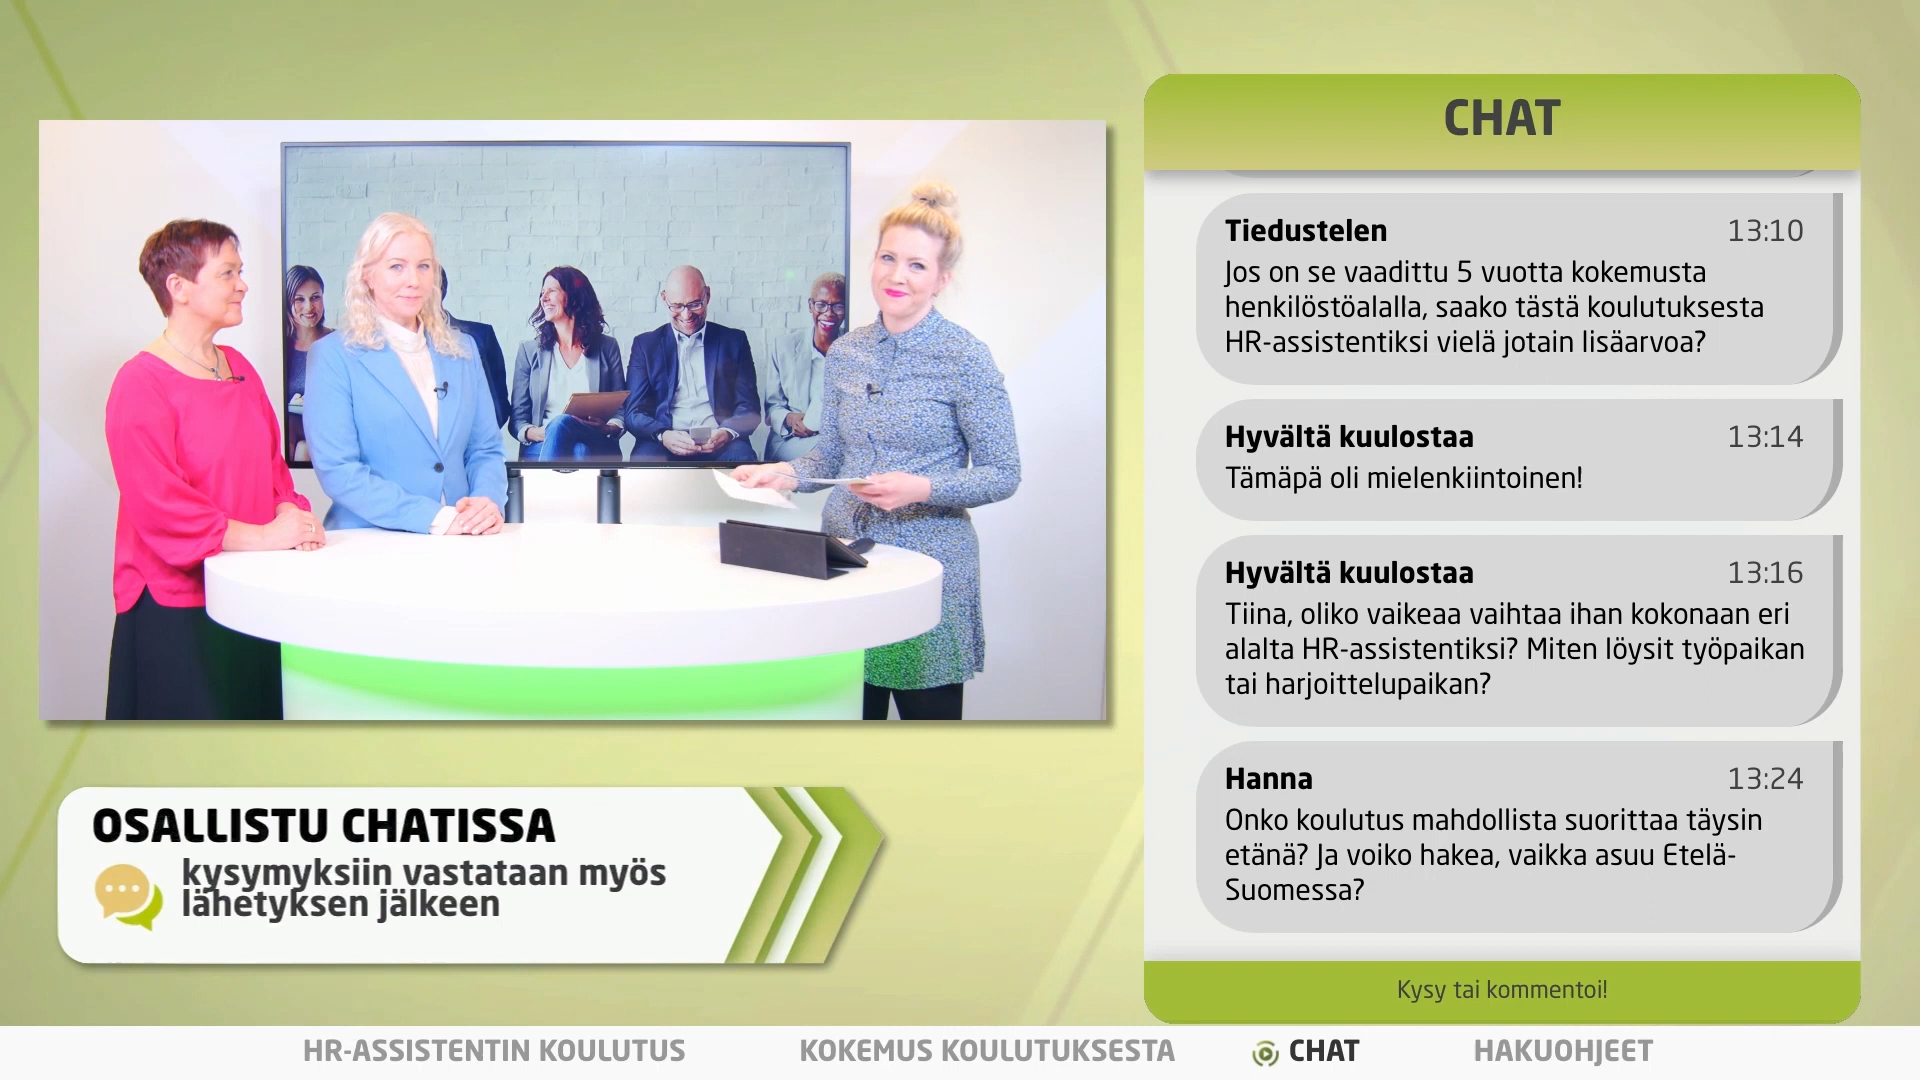 CHAT
Tiedustelen 13:10
Jos on se vaadittu 5 vuotta kokemusta
henkilöstöalalla, saako tästä koulutuksesta
HR-assistentiksi vielä jotain lisäarvoa?
Hyvältä kuulostaa 13:14
Tämäpä oli mielenkiintoinen!
Hyvältä kuulostaa 13:16
Tiina, oliko vaikeaa vaihtaa ihan kokonaan eri
alalta HR-assistentiksi? Miten löysit työpaikan
tai harjoittelupaikan?
Hanna 13:24
Onko koulutus mahdollista suorittaa täysin
etänä? Ja voiko hakea, vaikka asuu Etelä-
Suomessa?
Kysy tai kommentoi!
OSALLISTU CHATISSA
kysymyksiin vastataan myös
lähetyksen jälkeen
HR-ASSISTENTIN KOULUTUS KOKEMUS KOULUTUKSESTA CHAT HAKUOHJEET